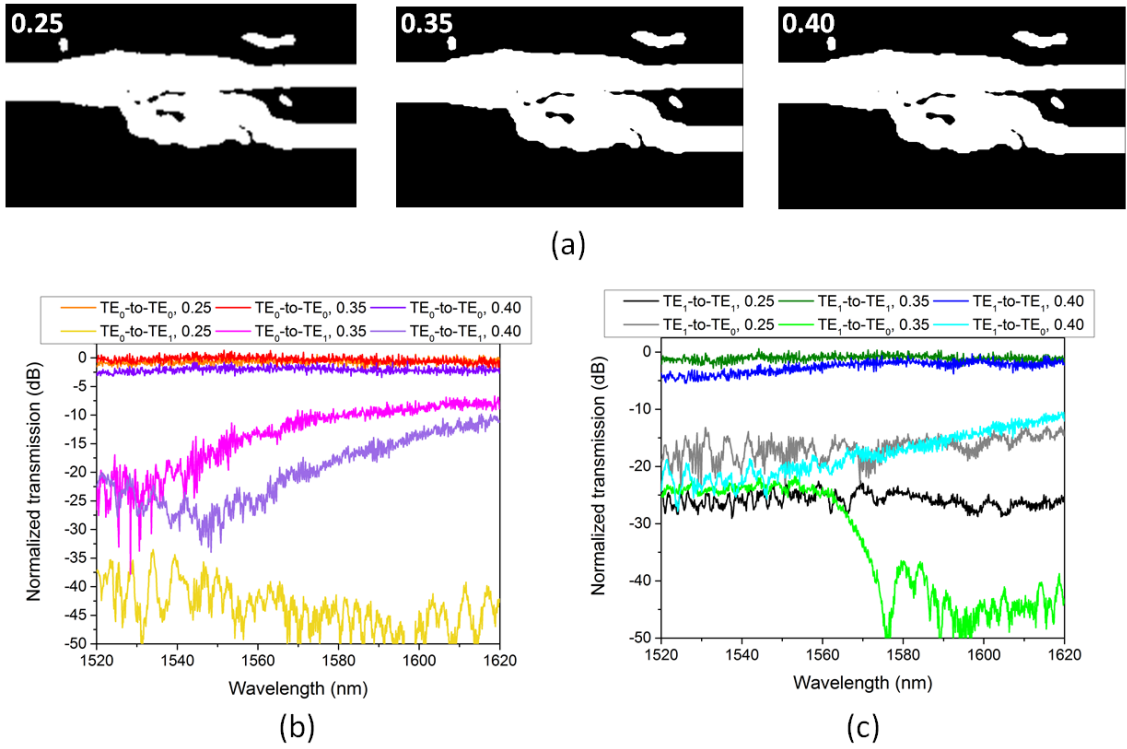 0.25 0.35 0.40
(a)
TE₀-to-TE₀, 0.25 TE₀-to-TE₀, 0.35 TE₀-to-TE₀, 0.40
TE₀-to-TE₁, 0.25 TE₀-to-TE₁, 0.35 TE₀-to-TE₁, 0.40
Normalized transmission (dB)
0
-5
-10
-15
-20
-25
-30
-35
-40
-45
-50
1520 1540 1560 1580 1600 1620
Wavelength (nm)
(b)
TE₁-to-TE₁, 0.25 TE₁-to-TE₁, 0.35 TE₁-to-TE₁, 0.40
TE₁-to-TE₀, 0.25 TE₁-to-TE₀, 0.35 TE₁-to-TE₀, 0.40
Normalized transmission (dB)
0
-10
-20
-30
-40
-50
1520 1540 1560 1580 1600 1620
Wavelength (nm)
(c)